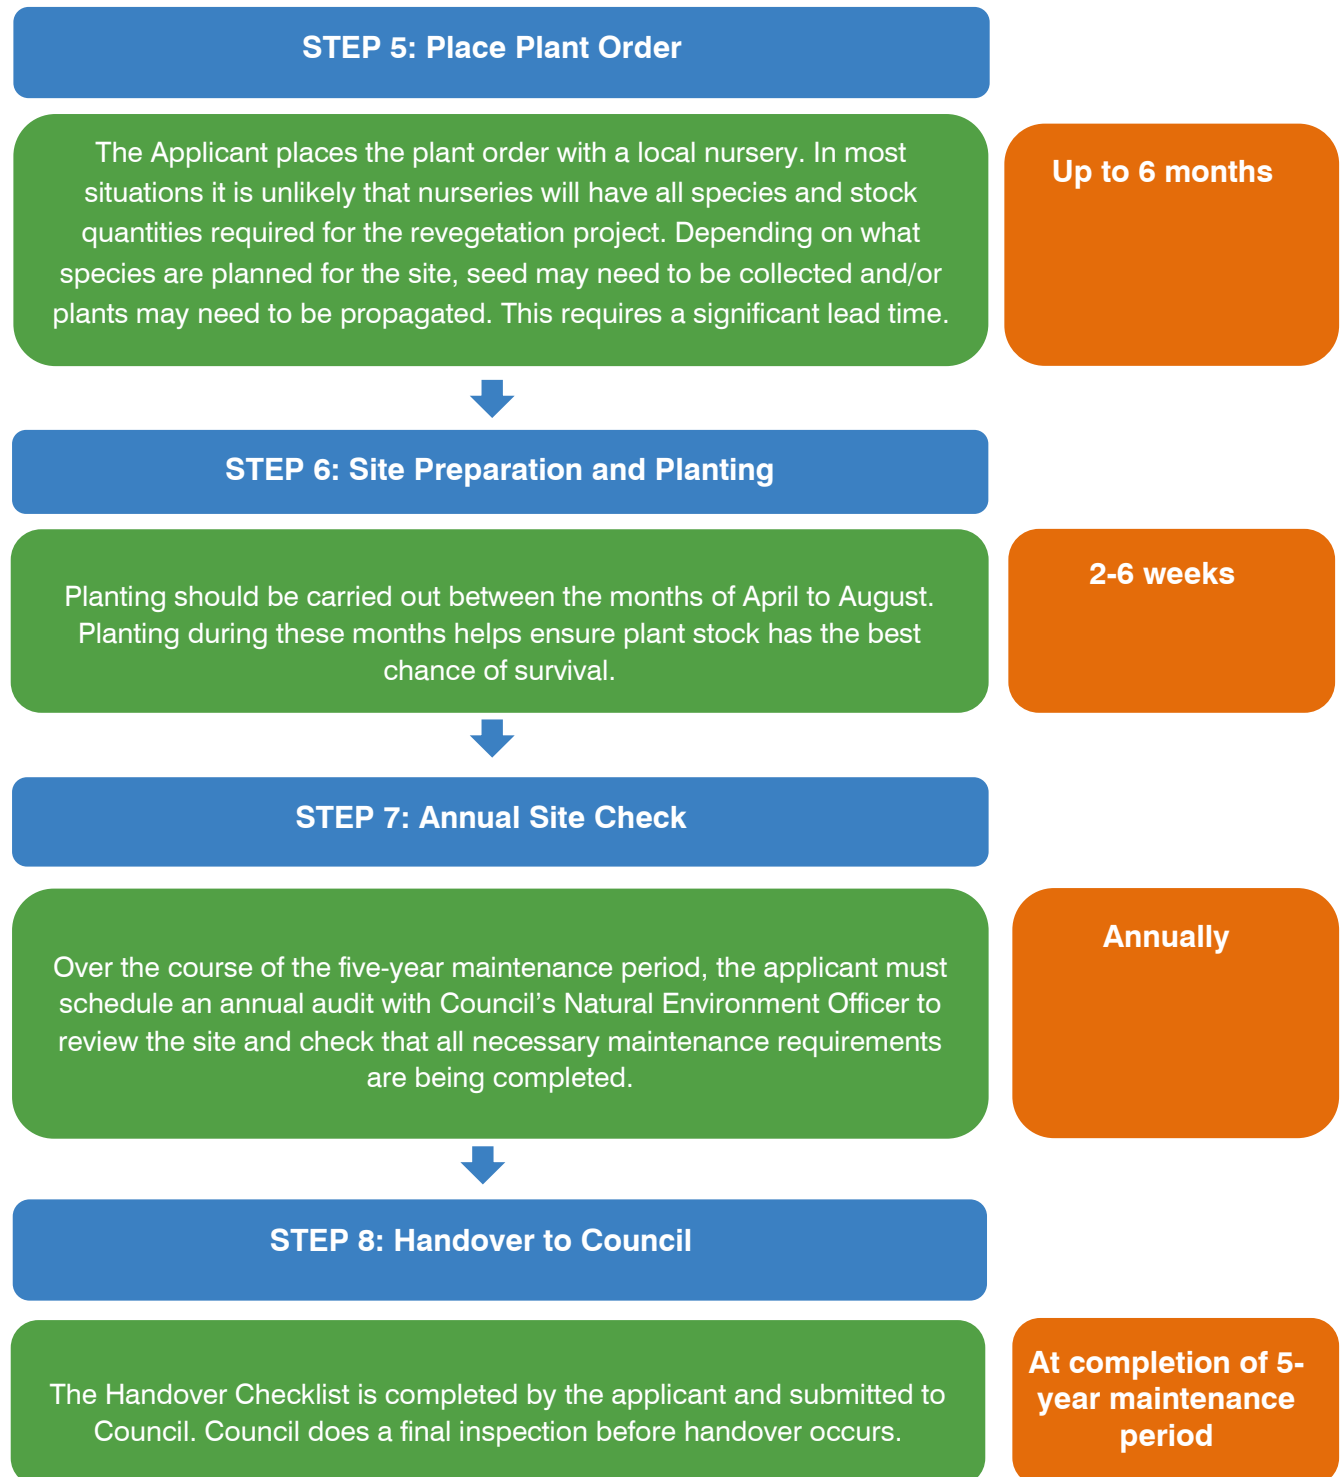 STEP 5: Place Plant Order
The Applicant places the plant order with a local nursery. In most
situations it is unlikely that nurseries will have all species and stock
quantities required for the revegetation project. Depending on what
species are planned for the site, seed may need to be collected and/or
plants may need to be propagated. This requires a significant lead time.
Up to 6 months
STEP 6: Site Preparation and Planting
Planting should be carried out between the months of April to August.
Planting during these months helps ensure plant stock has the best
chance of survival.
2-6 weeks
STEP 7: Annual Site Check
Over the course of the five-year maintenance period, the applicant must
schedule an annual audit with Council’s Natural Environment Officer to
review the site and check that all necessary maintenance requirements
are being completed.
Annually
STEP 8: Handover to Council
The Handover Checklist is completed by the applicant and submitted to
Council. Council does a final inspection before handover occurs.
At completion of 5-
year maintenance
period